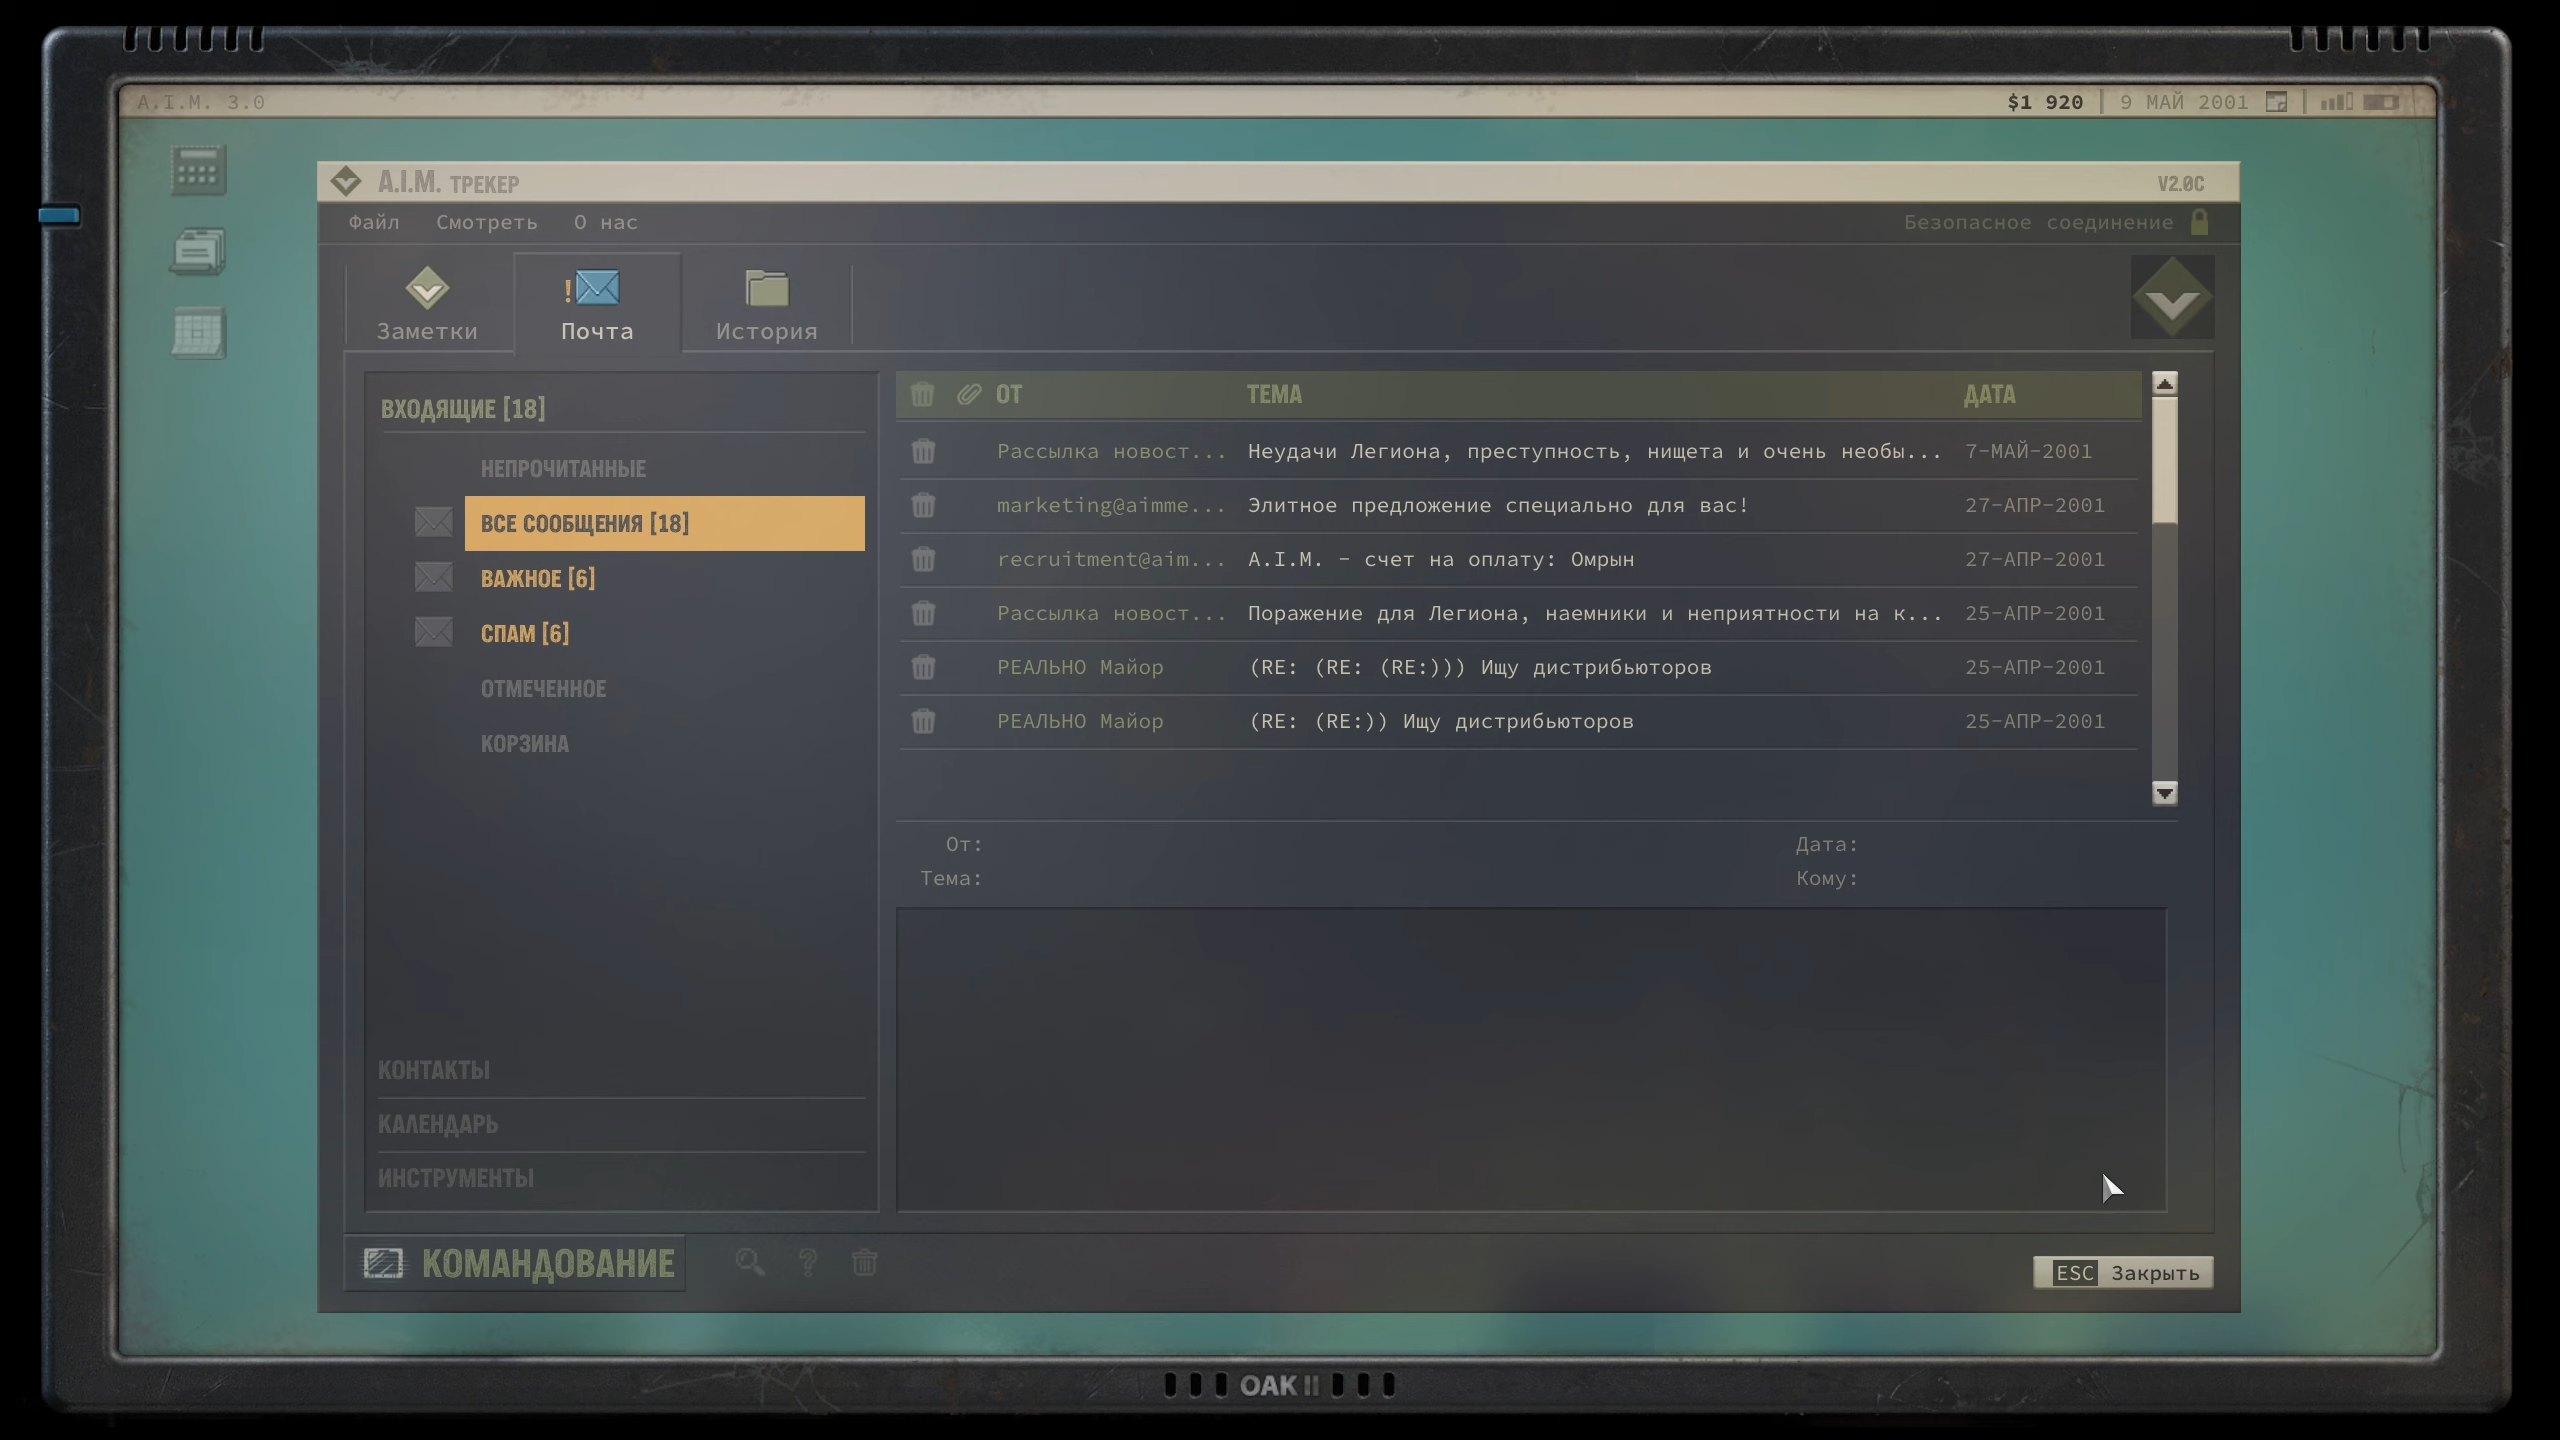 A.I.M. 3.0
$1 920 | 9 МАЙ 2001
A.I.M. ТРЕКЕР
V2.0C
Файл Смотреть О нас
Безопасное соединение
Заметки
! Почта
История
ВХОДЯЩИЕ [18]
НЕПРОЧИТАННЫЕ
ВСЕ СООБЩЕНИЯ [18]
ВАЖНОЕ [6]
СПАМ [6]
ОТМЕЧЕННОЕ
КОРЗИНА
КОНТАКТЫ
КАЛЕНДАРЬ
ИНСТРУМЕНТЫ
ОТ ТЕМА ДАТА
Рассылка новост... Неудачи Легиона, преступность, нищета и очень необы... 7-МАЙ-2001
marketing@aimme... Элитное предложение специально для вас! 27-АПР-2001
recruitment@aim... A.I.M. - счет на оплату: Омрын 27-АПР-2001
Рассылка новост... Поражение для Легиона, наемники и неприятности на к... 25-АПР-2001
РЕАЛЬНО Майор (RE: (RE: (RE:))) Ищу дистрибьюторов 25-АПР-2001
РЕАЛЬНО Майор (RE: (RE:)) Ищу дистрибьюторов 25-АПР-2001
От: Дата:
Тема: Кому:
КОМАНДОВАНИЕ
?
ESC Закрыть
OAK II